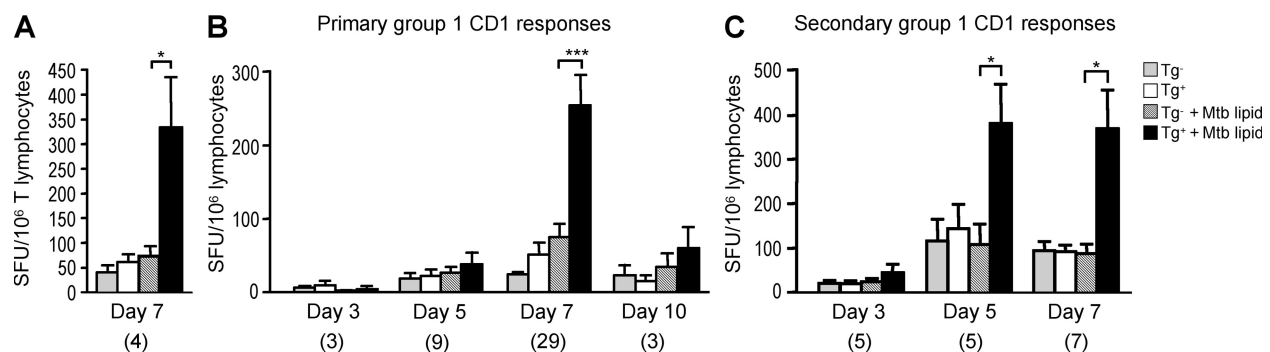 A
SFU/10⁶ T lymphocytes
450
400
350
300
250
200
150
100
50
0
*
Day 7
(4)
B
Primary group 1 CD1 responses
SFU/10⁶ lymphocytes
300
200
100
0
***
Day 3 Day 5 Day 7 Day 10
(3) (9) (29) (3)
C
Secondary group 1 CD1 responses
SFU/10⁶ lymphocytes
500
400
300
200
100
0
* *
Day 3 Day 5 Day 7
(5) (5) (7)
Tg⁻
Tg⁺
Tg⁻ + Mtb lipid
Tg⁺ + Mtb lipid